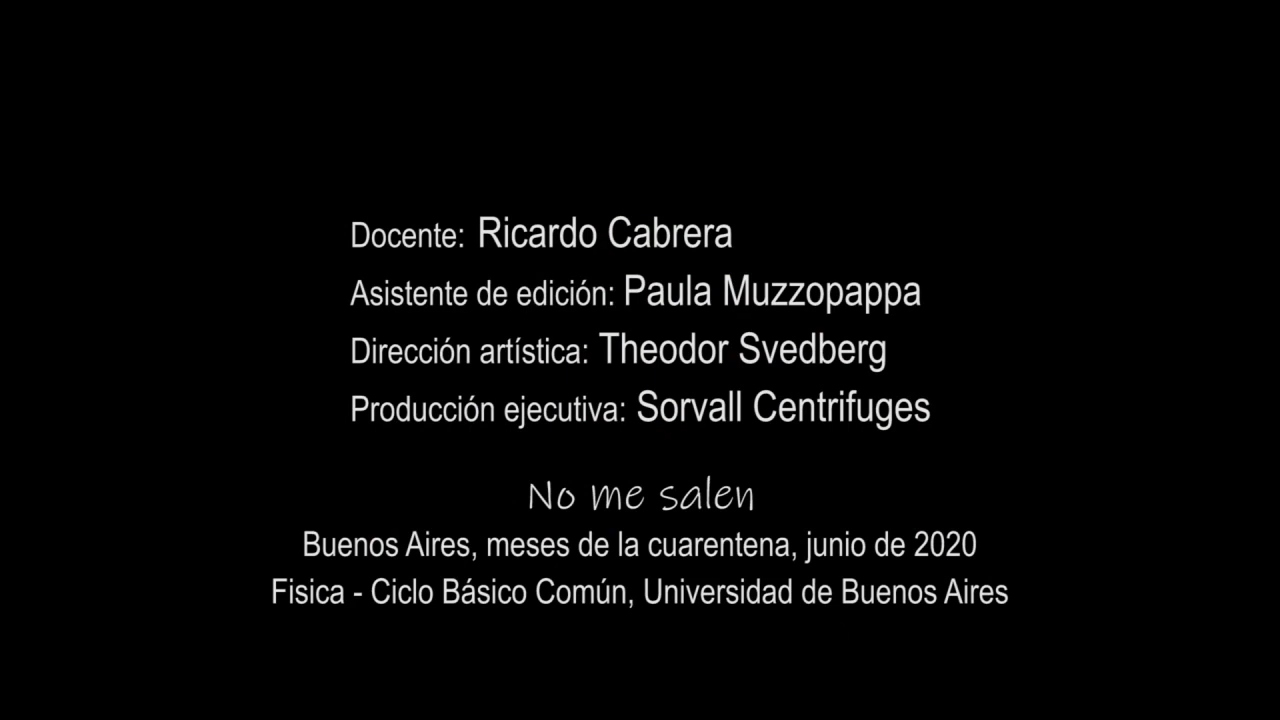 Docente: Ricardo Cabrera
Asistente de edición: Paula Muzzopappa
Dirección artística: Theodor Svedberg
Producción ejecutiva: Sorvall Centrifuges
No me salen
Buenos Aires, meses de la cuarentena, junio de 2020
Fisica - Ciclo Básico Común, Universidad de Buenos Aires